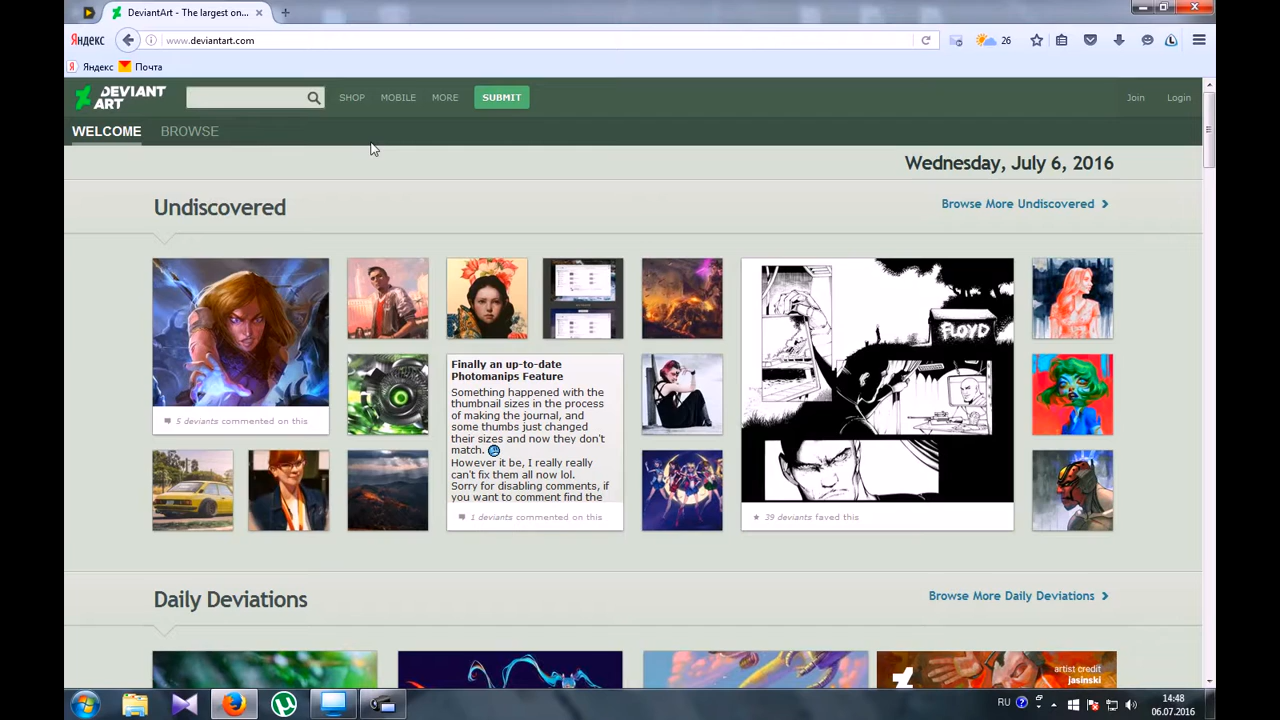 DeviantArt - The largest on...
Яндекс
www.deviantart.com
26
Яндекс
Почта
DEVIANT
ART
SHOP
MOBILE
MORE
SUBMIT
Join
Login
WELCOME
BROWSE
Wednesday, July 6, 2016
Undiscovered
Browse More Undiscovered
FLOYD
Finally an up-to-date
Photomanips Feature
Something happened with the
thumbnail sizes in the process
of making the journal, and
some thumbs just changed
their sizes and now they don't
match.
However it be, I really really
can't fix them all now lol.
Sorry for disabling comments, if
you want to comment find the
5 deviants commented on this
1 deviants commented on this
39 deviants faved this
Daily Deviations
Browse More Daily Deviations
artist credit
jasinski
RU
14:48
06.07.2016